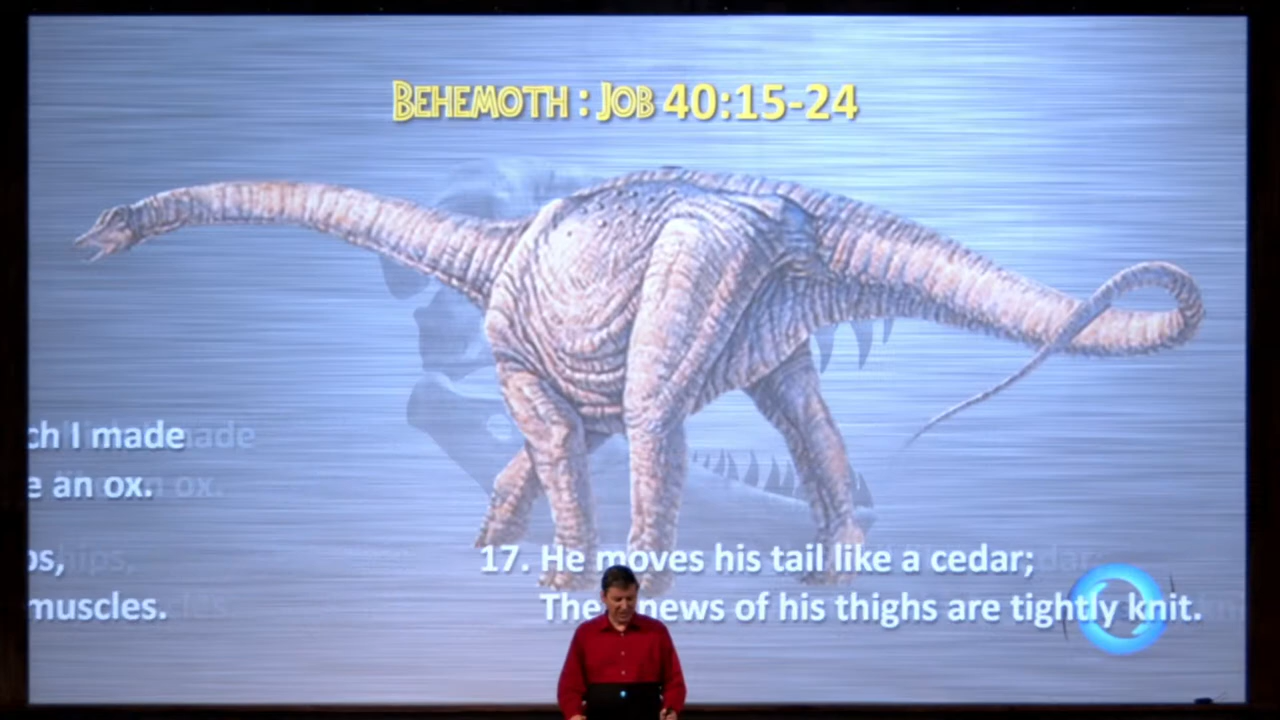 BEHEMOTH : JOB 40:15-24
ch I made
e an ox.
muscles.
17. He moves his tail like a cedar;
The news of his thighs are tightly knit.